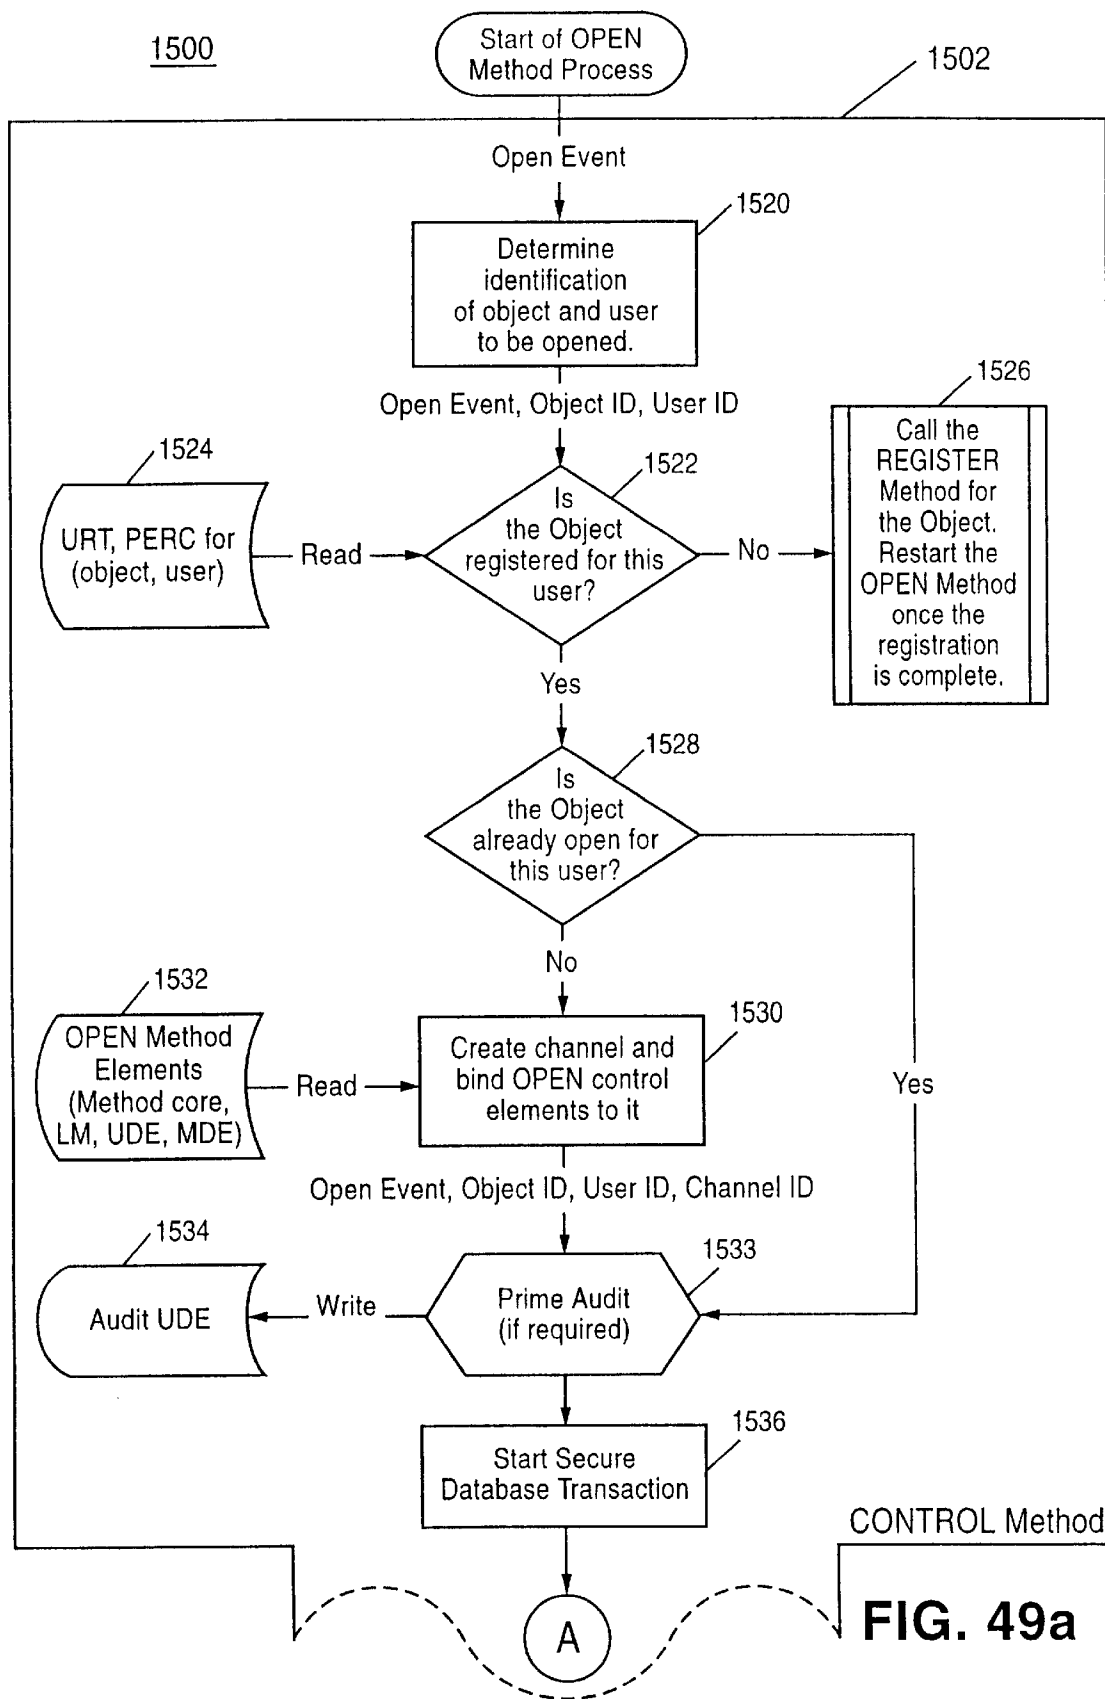 1500
Start of OPEN
Method Process
1502
Open Event
1520
Determine
identification
of object and user
to be opened.
Open Event, Object ID, User ID
1526
Call the
REGISTER
Method for
the Object.
Restart the
OPEN Method
once the
registration
is complete.
1524
URT, PERC for
(object, user)
Read
1522
Is
the Object
registered for this
user?
No
Yes
1528
Is
the Object
already open for
this user?
No
Yes
1532
OPEN Method
Elements
(Method core,
LM, UDE, MDE)
Read
1530
Create channel and
bind OPEN control
elements to it
Open Event, Object ID, User ID, Channel ID
1534
Audit UDE
Write
1533
Prime Audit
(if required)
1536
Start Secure
Database Transaction
CONTROL Method
A
FIG. 49a